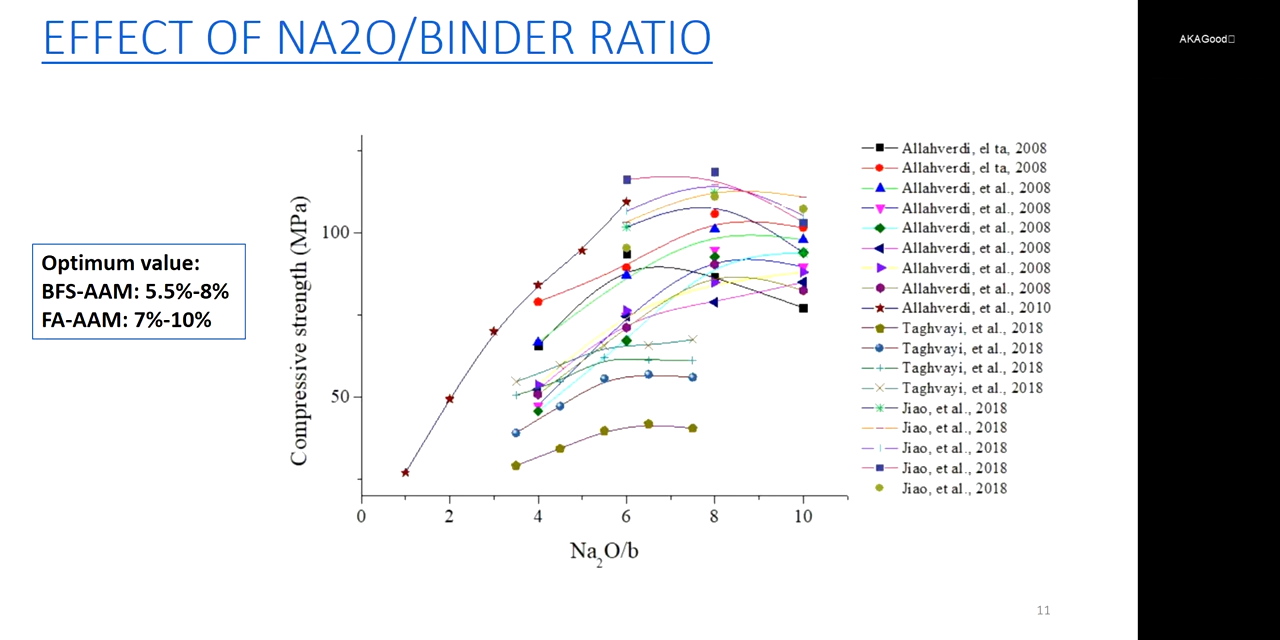 EFFECT OF NA2O/BINDER RATIO
AKAGood
Optimum value:
BFS-AAM: 5.5%-8%
FA-AAM: 7%-10%
Compressive strength (MPa)
100
50
0 2 4 6 8 10
Na₂O/b
Allahverdi, el ta, 2008
Allahverdi, el ta, 2008
Allahverdi, et al., 2008
Allahverdi, et al., 2008
Allahverdi, et al., 2008
Allahverdi, et al., 2008
Allahverdi, et al., 2008
Allahverdi, et al., 2008
Allahverdi, et al., 2010
Taghvayi, et al., 2018
Taghvayi, et al., 2018
Taghvayi, et al., 2018
Taghvayi, et al., 2018
Jiao, et al., 2018
Jiao, et al., 2018
Jiao, et al., 2018
Jiao, et al., 2018
Jiao, et al., 2018
11